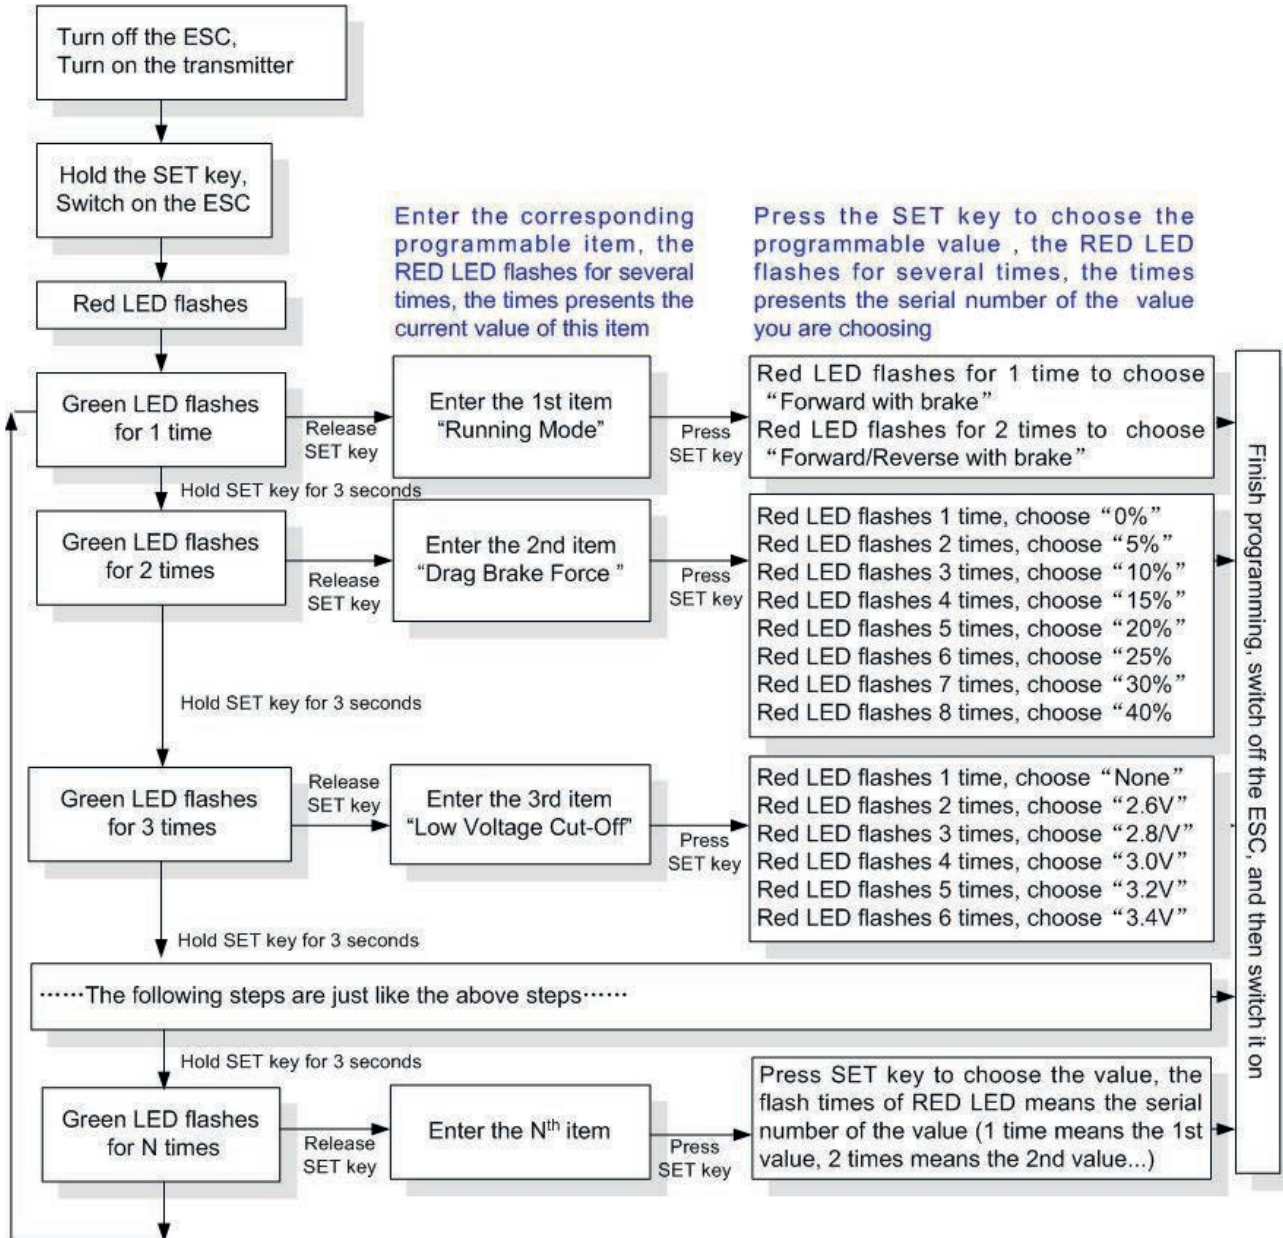 Turn off the ESC,
Turn on the transmitter
Hold the SET key,
Switch on the ESC
Red LED flashes
Enter the corresponding
programmable item, the
RED LED flashes for several
times, the times presents the
current value of this item
Press the SET key to choose the
programmable value , the RED LED
flashes for several times, the times
presents the serial number of the value
you are choosing
Green LED flashes
for 1 time
Release
SET key
Enter the 1st item
“Running Mode”
Press
SET key
Red LED flashes for 1 time to choose
“Forward with brake”
Red LED flashes for 2 times to choose
“Forward/Reverse with brake”
Hold SET key for 3 seconds
Green LED flashes
for 2 times
Release
SET key
Enter the 2nd item
“Drag Brake Force ”
Press
SET key
Red LED flashes 1 time, choose “0%”
Red LED flashes 2 times, choose “5%”
Red LED flashes 3 times, choose “10%”
Red LED flashes 4 times, choose “15%”
Red LED flashes 5 times, choose “20%”
Red LED flashes 6 times, choose “25%
Red LED flashes 7 times, choose “30%”
Red LED flashes 8 times, choose “40%
Hold SET key for 3 seconds
Green LED flashes
for 3 times
Release
SET key
Enter the 3rd item
“Low Voltage Cut-Off”
Press
SET key
Red LED flashes 1 time, choose “None”
Red LED flashes 2 times, choose “2.6V”
Red LED flashes 3 times, choose “2.8/V”
Red LED flashes 4 times, choose “3.0V”
Red LED flashes 5 times, choose “3.2V”
Red LED flashes 6 times, choose “3.4V”
Hold SET key for 3 seconds
······The following steps are just like the above steps······
Hold SET key for 3 seconds
Green LED flashes
for N times
Release
SET key
Enter the Nth item
Press
SET key
Press SET key to choose the value, the
flash times of RED LED means the serial
number of the value (1 time means the 1st
value, 2 times means the 2nd value...)
Finish programming, switch off the ESC, and then switch it on